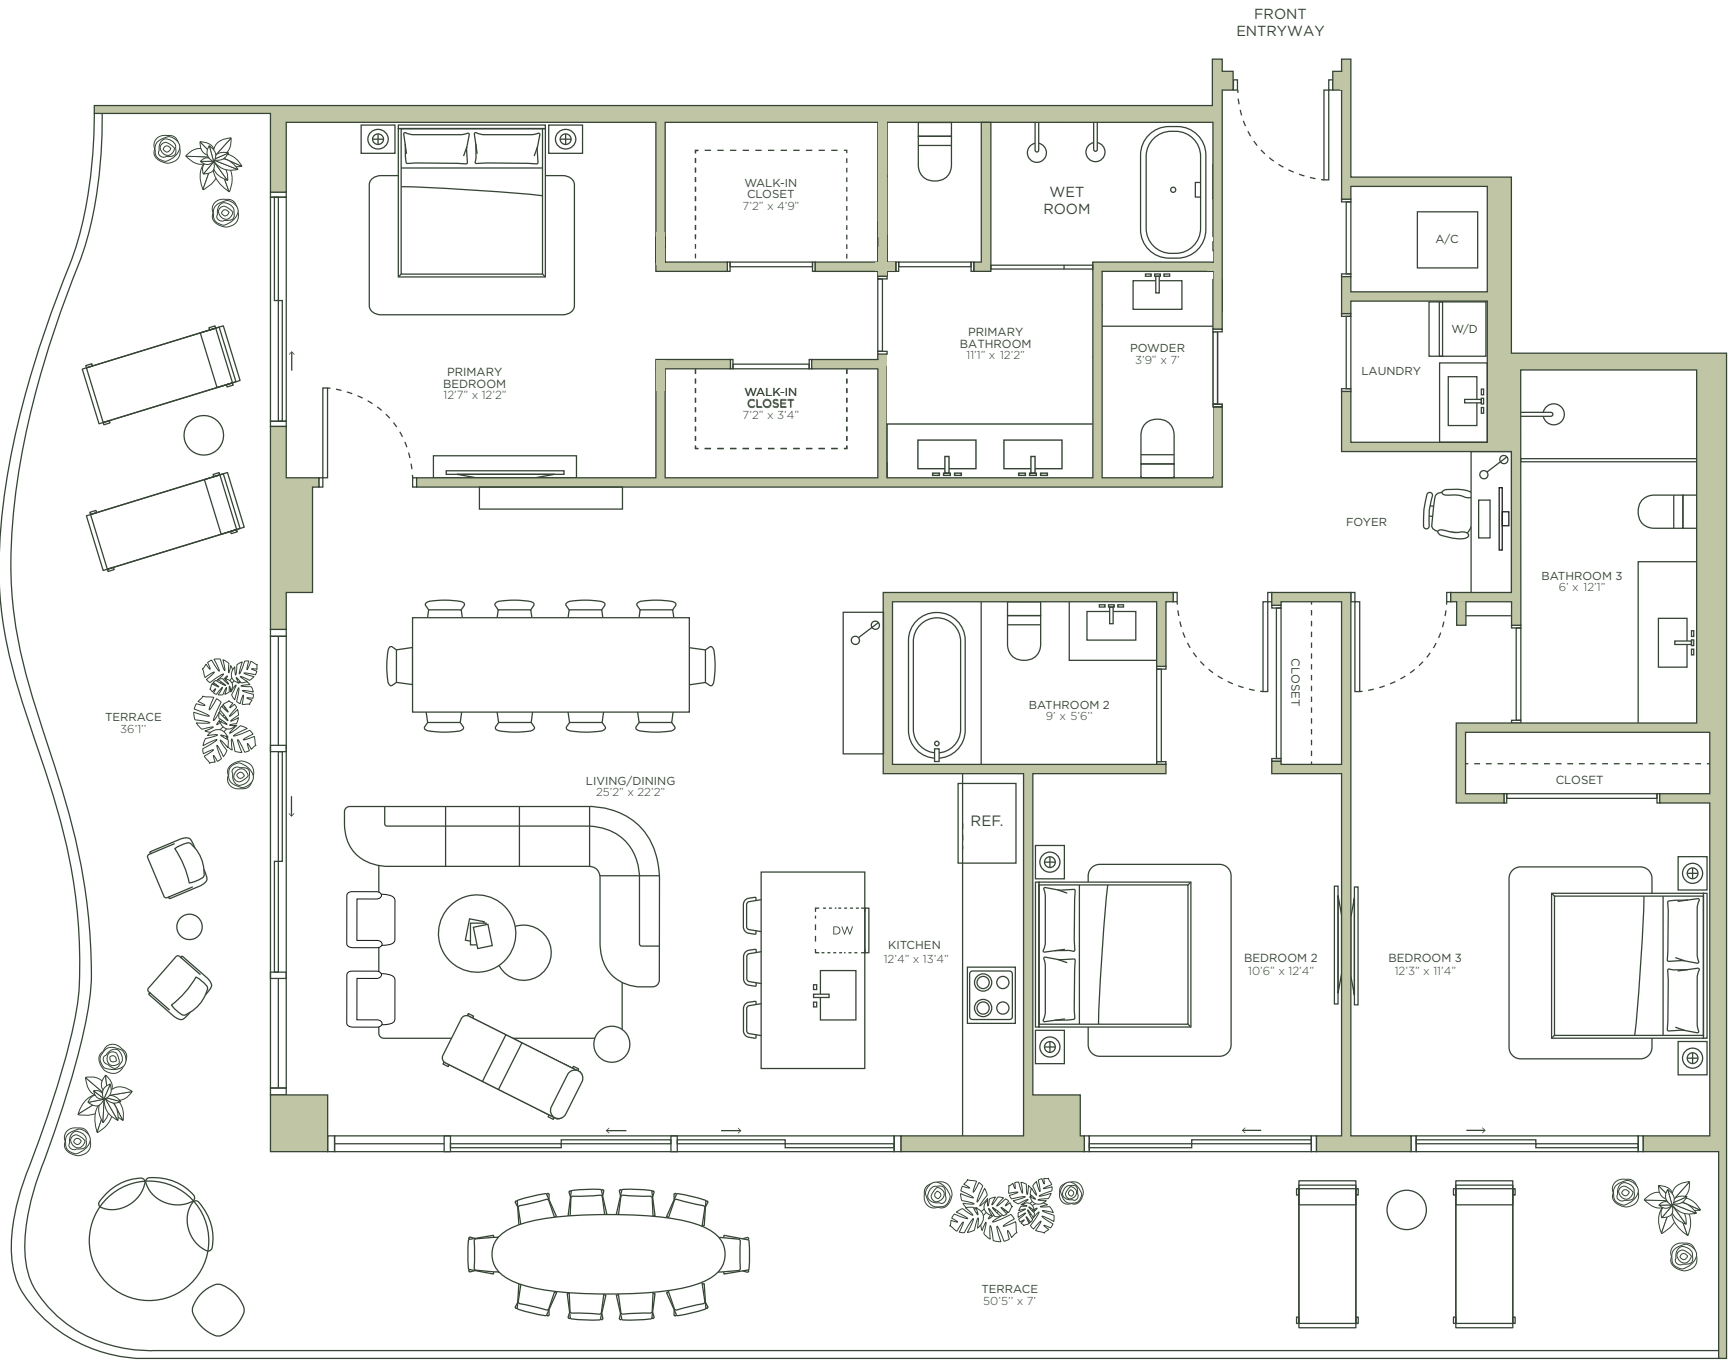 FRONT
ENTRYWAY
WALK-IN
CLOSET
7'2" x 4'9"
WET
ROOM
A/C
W/D
LAUNDRY
PRIMARY
BATHROOM
11'1" x 12'2"
POWDER
3'9" x 7'
PRIMARY
BEDROOM
12'7" x 12'2"
WALK-IN
CLOSET
7'2" x 3'4"
FOYER
BATHROOM 3
6' x 12'1"
CLOSET
BATHROOM 2
9' x 5'6"
TERRACE
36'1"
LIVING/DINING
25'2" x 22'2"
CLOSET
REF.
DW
KITCHEN
12'4" x 13'4"
BEDROOM 2
10'6" x 12'4"
BEDROOM 3
12'3" x 11'4"
TERRACE
50'5" x 7'